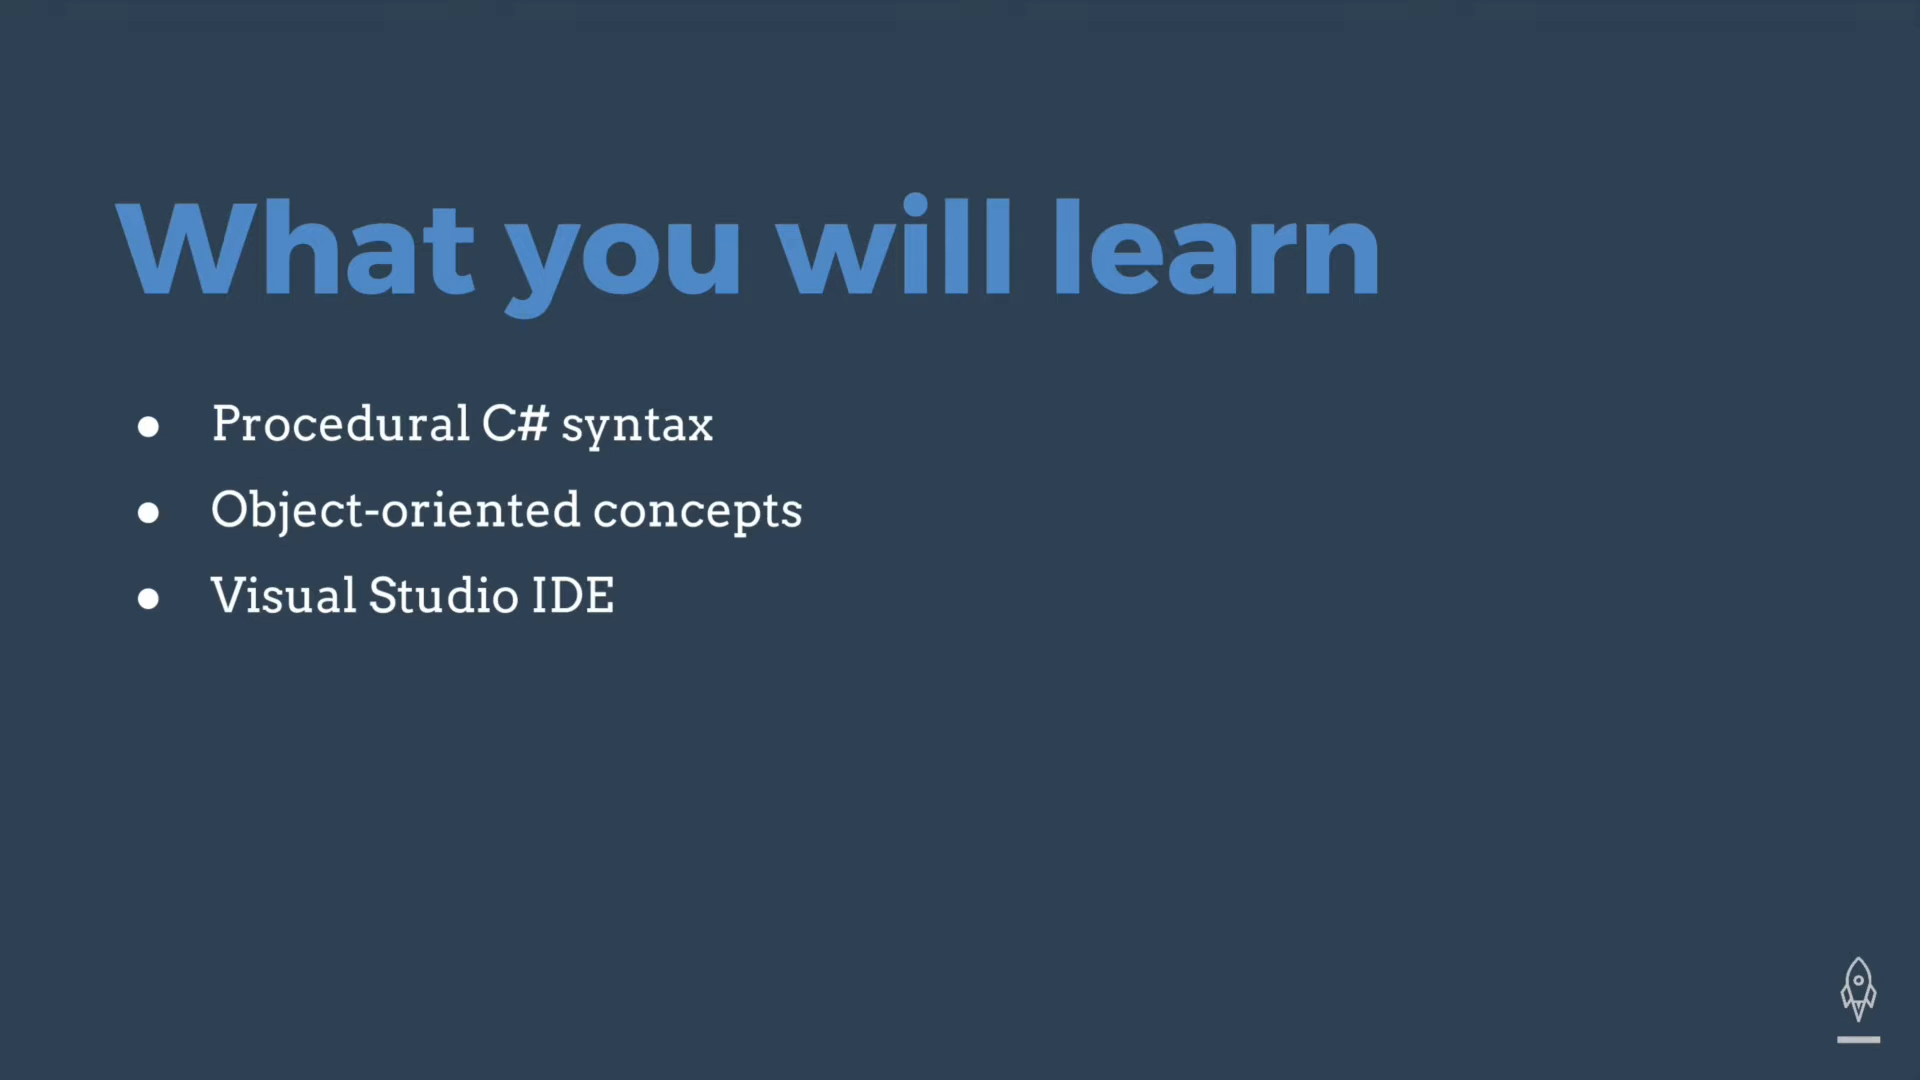 What you will learn
● Procedural C# syntax
● Object-oriented concepts
● Visual Studio IDE